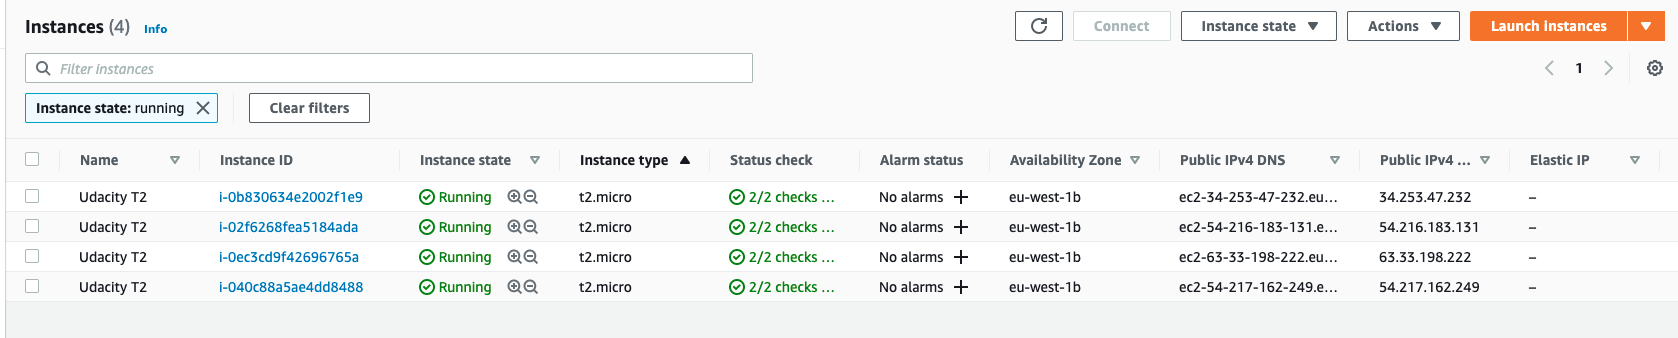 Instances (4) Info Connect Instance state Actions Launch instances
Filter instances 1
Instance state: running Clear filters
Name Instance ID Instance state Instance type Status check Alarm status Availability Zone Public IPv4 DNS Public IPv4 ... Elastic IP
Udacity T2 i-0b830634e2002f1e9 Running t2.micro 2/2 checks ... No alarms + eu-west-1b ec2-34-253-47-232.eu... 34.253.47.232 –
Udacity T2 i-02f6268fea5184ada Running t2.micro 2/2 checks ... No alarms + eu-west-1b ec2-54-216-183-131.e... 54.216.183.131 –
Udacity T2 i-0ec3cd9f42696765a Running t2.micro 2/2 checks ... No alarms + eu-west-1b ec2-63-33-198-222.eu... 63.33.198.222 –
Udacity T2 i-040c88a5ae4dd8488 Running t2.micro 2/2 checks ... No alarms + eu-west-1b ec2-54-217-162-249.e... 54.217.162.249 –